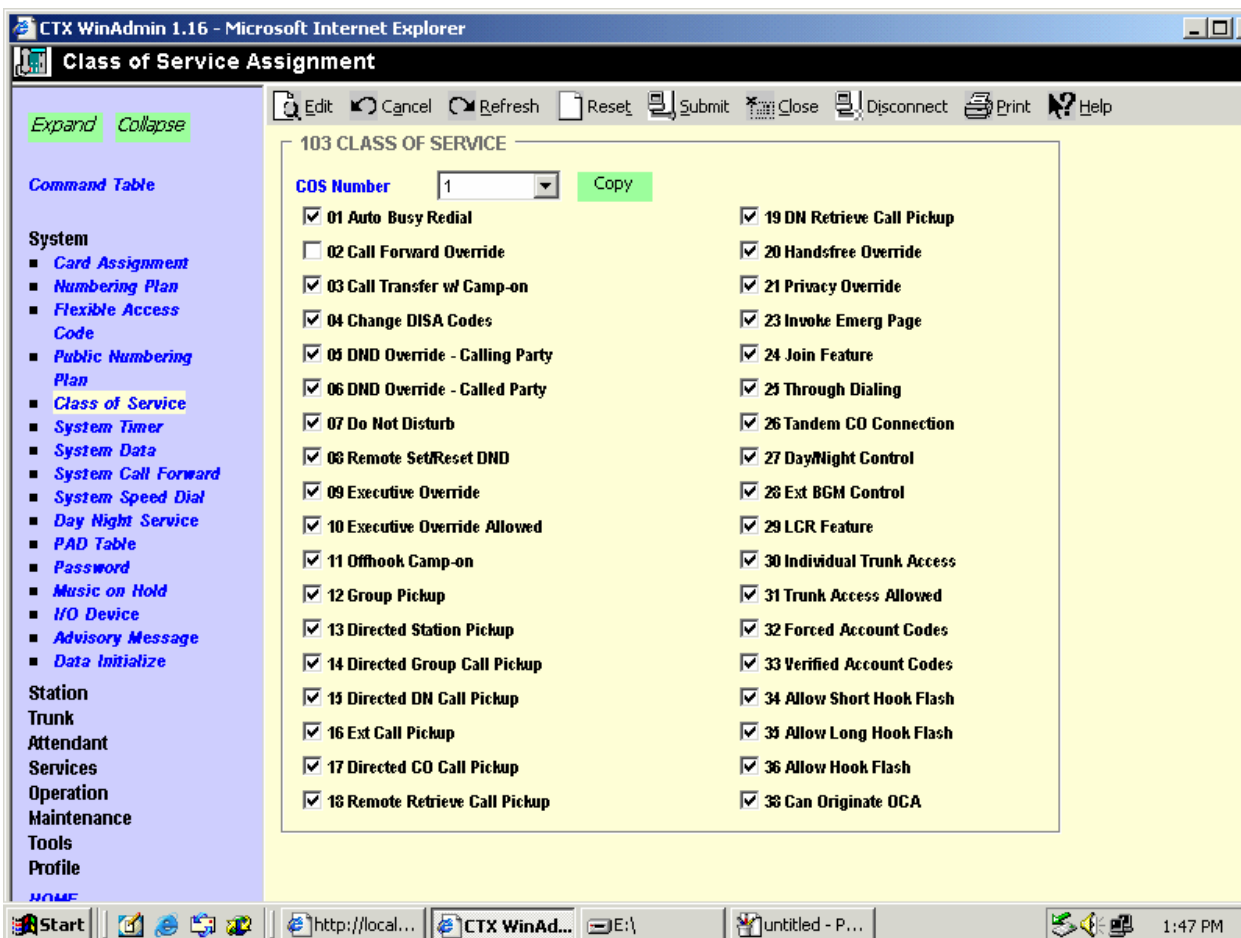 CTX WinAdmin 1.16 - Microsoft Internet Explorer
Class of Service Assignment
Edit Cancel Refresh Reset Submit Close Disconnect Print Help
Expand Collapse
Command Table
System
Card Assignment
Numbering Plan
Flexible Access
Code
Public Numbering
Plan
Class of Service
System Timer
System Data
System Call Forward
System Speed Dial
Day Night Service
PAD Table
Password
Music on Hold
I/O Device
Advisory Message
Data Initialize
Station
Trunk
Attendant
Services
Operation
Maintenance
Tools
Profile
HOME
103 CLASS OF SERVICE
COS Number 1 Copy
01 Auto Busy Redial
02 Call Forward Override
03 Call Transfer w/ Camp-on
04 Change DISA Codes
05 DND Override - Calling Party
06 DND Override - Called Party
07 Do Not Disturb
08 Remote Set/Reset DND
09 Executive Override
10 Executive Override Allowed
11 Offhook Camp-on
12 Group Pickup
13 Directed Station Pickup
14 Directed Group Call Pickup
15 Directed DN Call Pickup
16 Ext Call Pickup
17 Directed CO Call Pickup
18 Remote Retrieve Call Pickup
19 DN Retrieve Call Pickup
20 Handsfree Override
21 Privacy Override
23 Invoke Emerg Page
24 Join Feature
25 Through Dialing
26 Tandem CO Connection
27 Day/Night Control
28 Ext BGM Control
29 LCR Feature
30 Individual Trunk Access
31 Trunk Access Allowed
32 Forced Account Codes
33 Verified Account Codes
34 Allow Short Hook Flash
35 Allow Long Hook Flash
36 Allow Hook Flash
38 Can Originate OCA
Start http://local... CTX WinAd... E:\ untitled - P... 1:47 PM